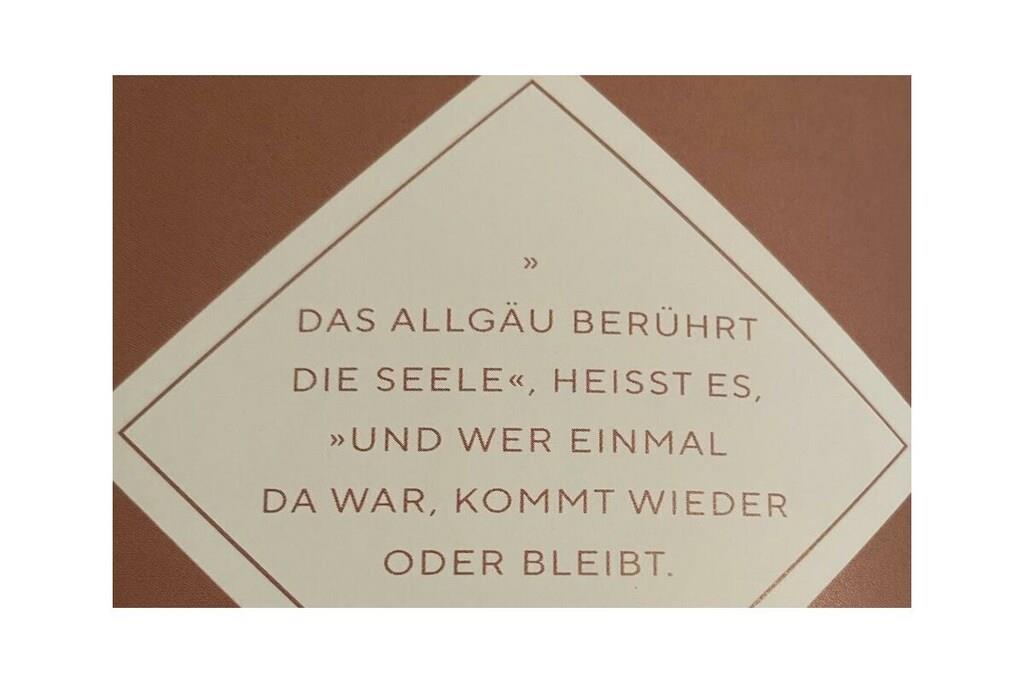 »
DAS ALLGÄU BERÜHRT
DIE SEELE«, HEISST ES,
»UND WER EINMAL
DA WAR, KOMMT WIEDER
ODER BLEIBT.